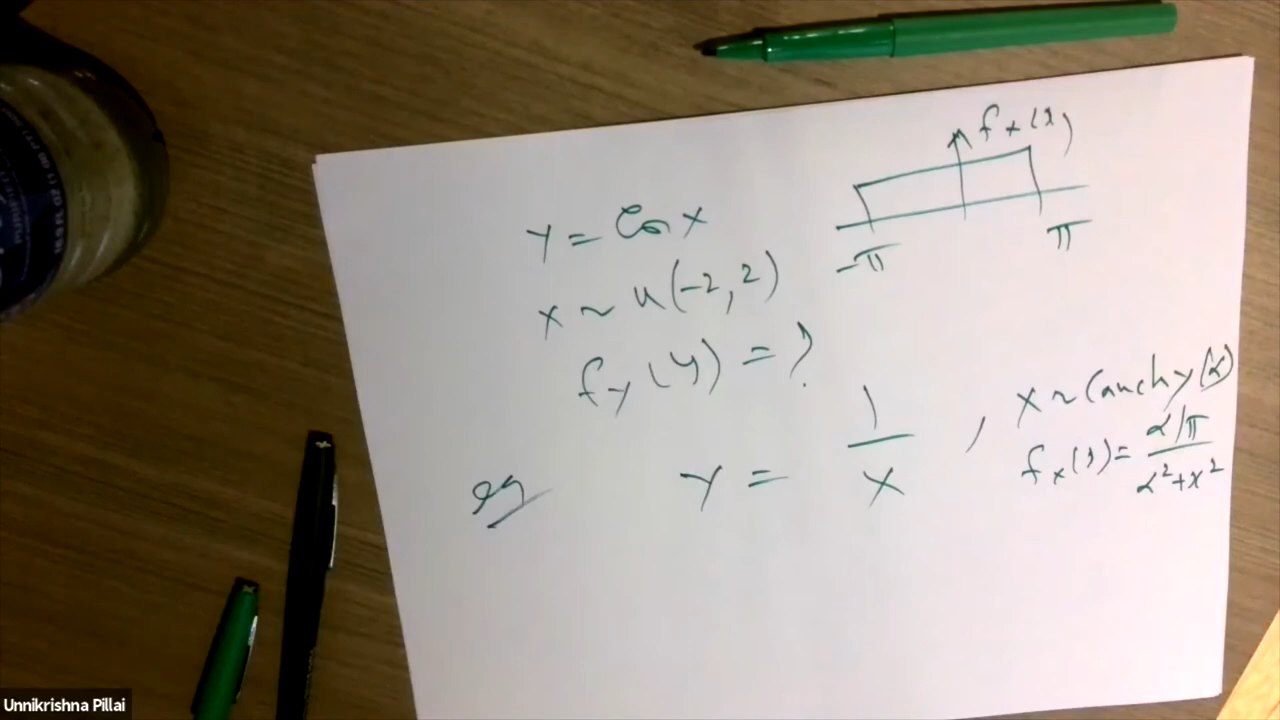 f_x(x)
Y = Cos X
-π π
X ~ U(-2, 2)
f_Y(y) = ?
eg Y = 1/X , X ~ Cauchy(α)
f_x(x) = (α/π)/(α² + x²)
Unnikrishna Pillai